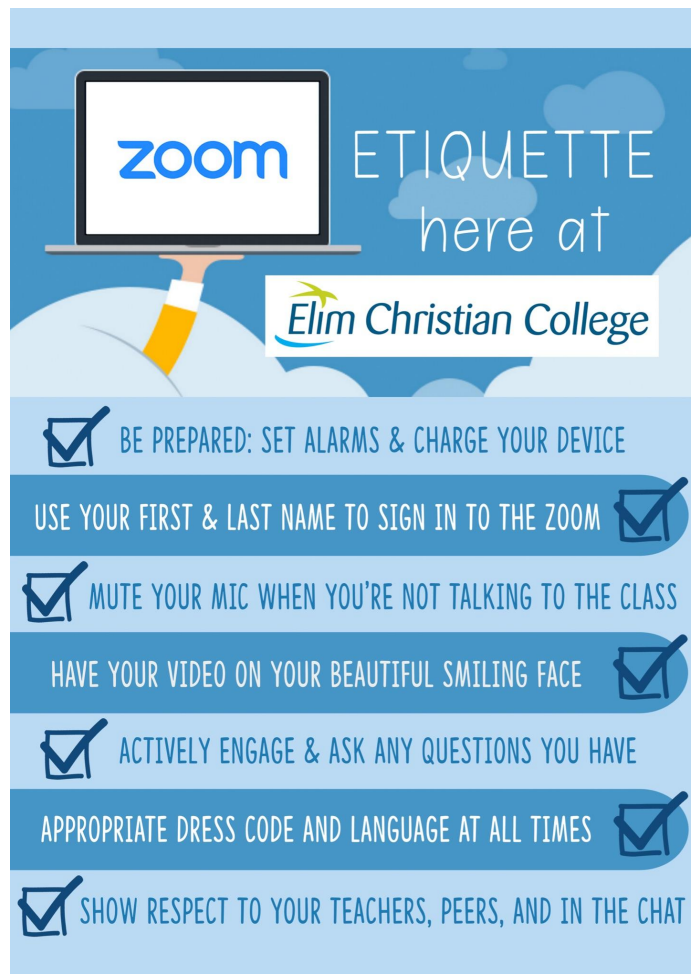 zoom
ETIQUETTE
here at
Elim Christian College
BE PREPARED: SET ALARMS & CHARGE YOUR DEVICE
USE YOUR FIRST & LAST NAME TO SIGN IN TO THE ZOOM
MUTE YOUR MIC WHEN YOU'RE NOT TALKING TO THE CLASS
HAVE YOUR VIDEO ON YOUR BEAUTIFUL SMILING FACE
ACTIVELY ENGAGE & ASK ANY QUESTIONS YOU HAVE
APPROPRIATE DRESS CODE AND LANGUAGE AT ALL TIMES
SHOW RESPECT TO YOUR TEACHERS, PEERS, AND IN THE CHAT